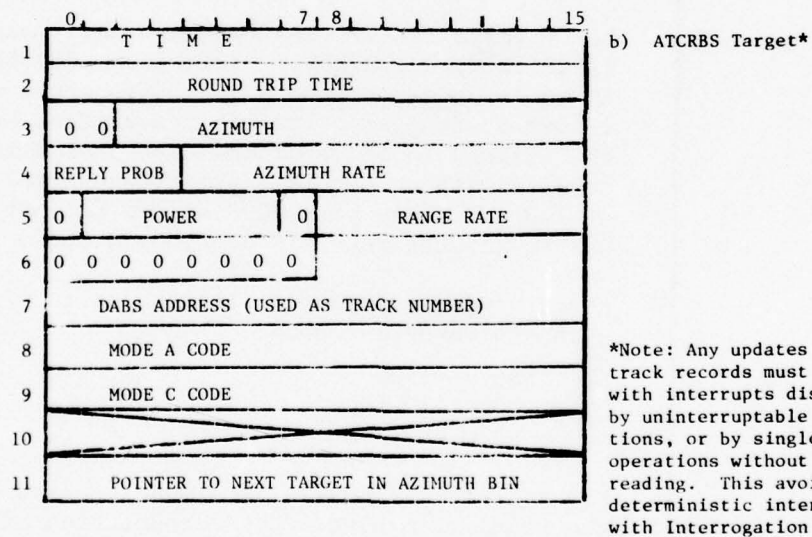 0 7 8 15
1 T I M E
b) ATCRBS Target*
2 ROUND TRIP TIME
3 0 0 AZIMUTH
4 REPLY PROB AZIMUTH RATE
5 0 POWER 0 RANGE RATE
6 0 0 0 0 0 0 0 0
7 DABS ADDRESS (USED AS TRACK NUMBER)
8 MODE A CODE
9 MODE C CODE
10
11 POINTER TO NEXT TARGET IN AZIMUTH BIN
*Note: Any updates
track records must
with interrupts dis
by uninterruptable
tions, or by single
operations without
reading. This avoi
deterministic inter
with Interrogation